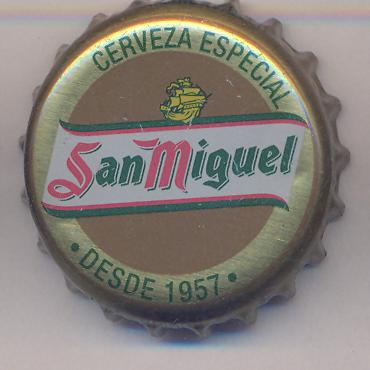 CERVEZA ESPECIAL
San Miguel
• DESDE 1957 •